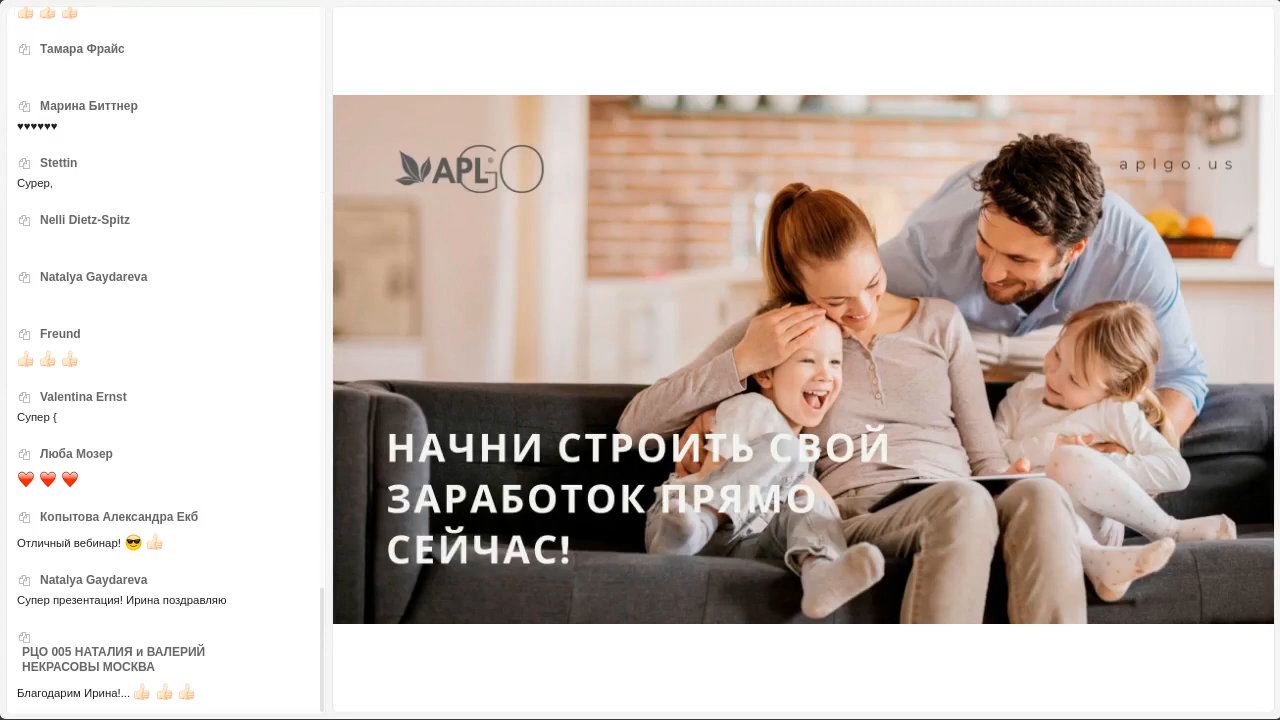 Тамара Фрайс
Марина Биттнер
♥♥♥♥♥♥
Stettin
Сурер,
Nelli Dietz-Spitz
Natalya Gaydareva
Freund
Valentina Ernst
Супер {
Люба Мозер
Копытова Александра Екб
Отличный вебинар!
Natalya Gaydareva
Супер презентация! Ирина поздравляю
РЦО 005 НАТАЛИЯ и ВАЛЕРИЙ
НЕКРАСОВЫ МОСКВА
Благодарим Ирина!...
APLGO
aplgo.us
НАЧНИ СТРОИТЬ СВОЙ
ЗАРАБОТОК ПРЯМО
СЕЙЧАС!